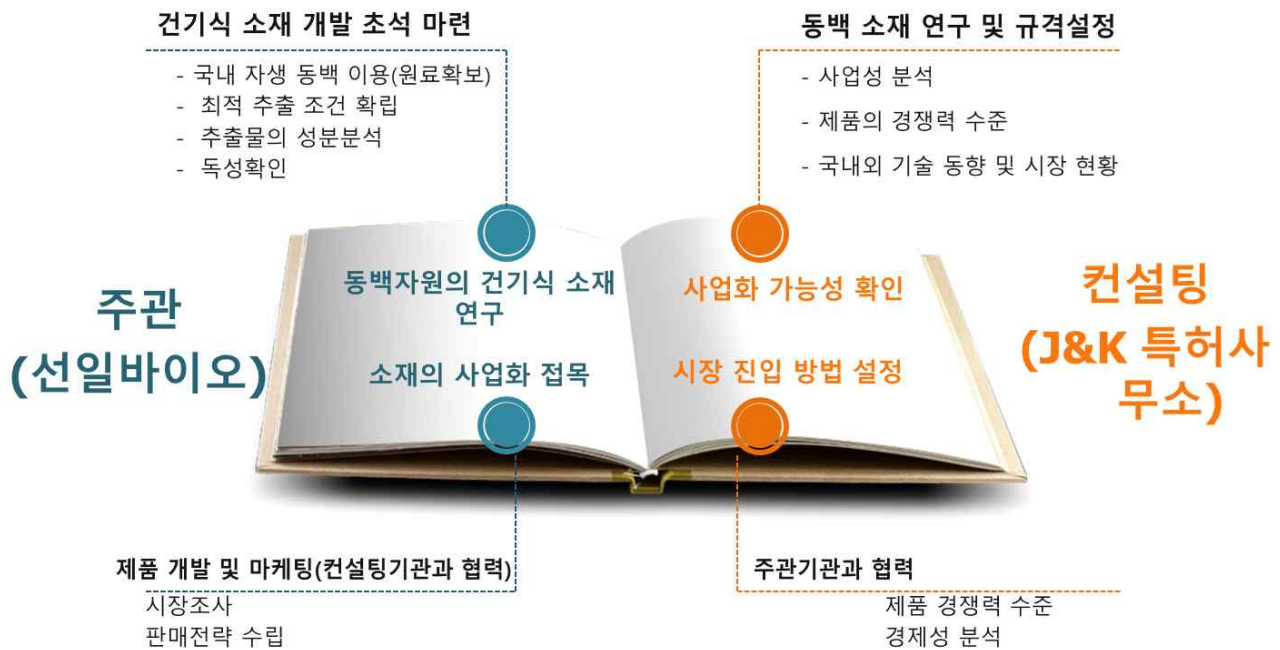 건기식 소재 개발 초석 마련
- 국내 자생 동백 이용(원료확보)
- 최적 추출 조건 확립
- 추출물의 성분분석
- 독성확인
동백 소재 연구 및 규격설정
- 사업성 분석
- 제품의 경쟁력 수준
- 국내외 기술 동향 및 시장 현황
주관
(선일바이오)
동백자원의 건기식 소재
연구
소재의 사업화 접목
사업화 가능성 확인
시장 진입 방법 설정
컨설팅
(J&K 특허사
무소)
제품 개발 및 마케팅(컨설팅기관과 협력)
시장조사
판매전략 수립
주관기관과 협력
제품 경쟁력 수준
경제성 분석